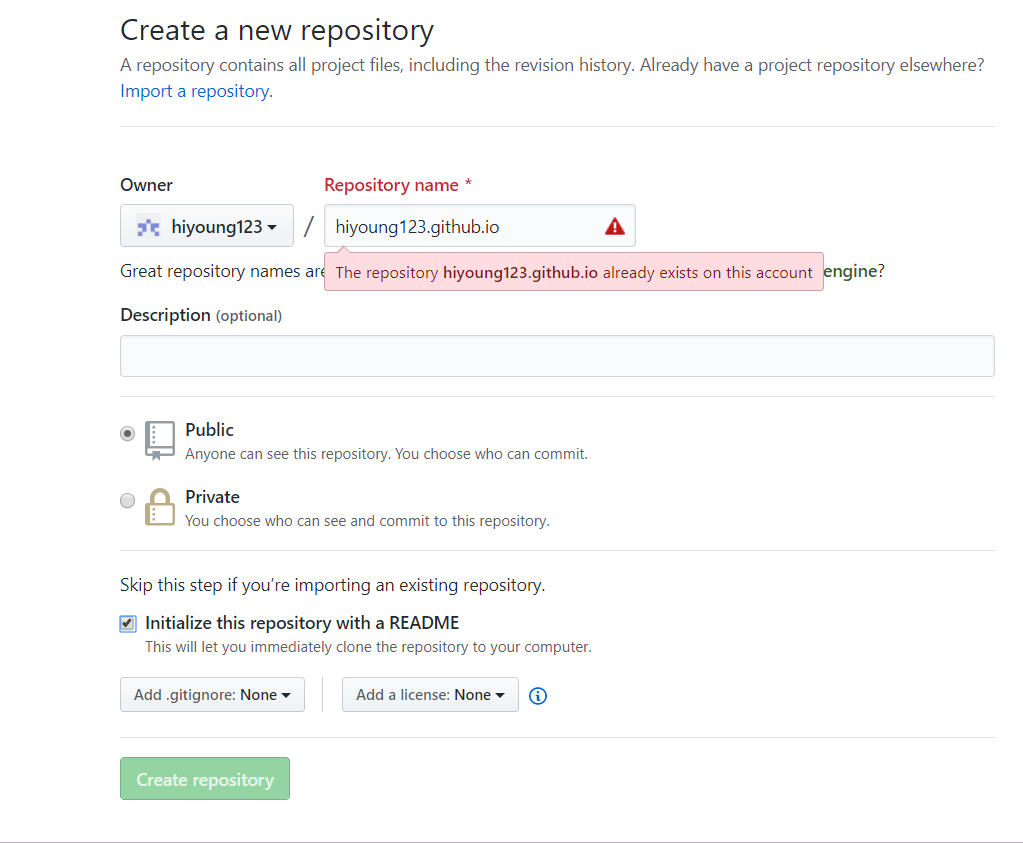 Create a new repository
A repository contains all project files, including the revision history. Already have a project repository elsewhere?
Import a repository.
Owner
Repository name *
hiyoung123
/
hiyoung123.github.io
Great repository names are
The repository hiyoung123.github.io already exists on this account
engine?
Description (optional)
Public
Anyone can see this repository. You choose who can commit.
Private
You choose who can see and commit to this repository.
Skip this step if you’re importing an existing repository.
Initialize this repository with a README
This will let you immediately clone the repository to your computer.
Add .gitignore: None
Add a license: None
Create repository